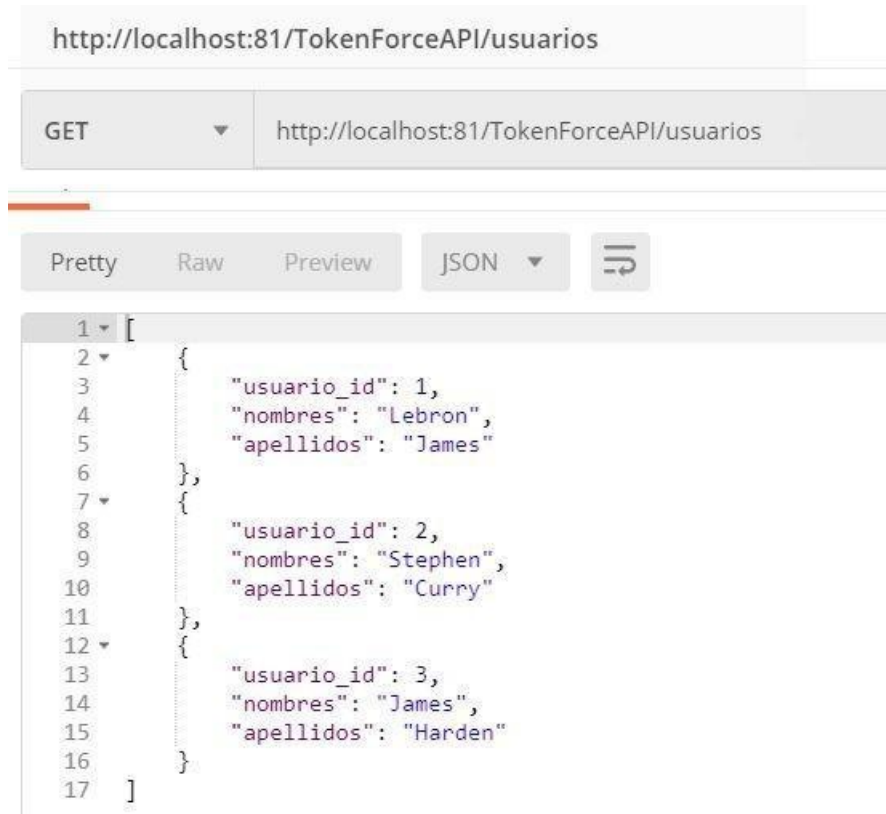 http://localhost:81/TokenForceAPI/usuarios
GET http://localhost:81/TokenForceAPI/usuarios
Pretty Raw Preview JSON
1 [
2 {
3 "usuario_id": 1,
4 "nombres": "Lebron",
5 "apellidos": "James"
6 },
7 {
8 "usuario_id": 2,
9 "nombres": "Stephen",
10 "apellidos": "Curry"
11 },
12 {
13 "usuario_id": 3,
14 "nombres": "James",
15 "apellidos": "Harden"
16 }
17 ]